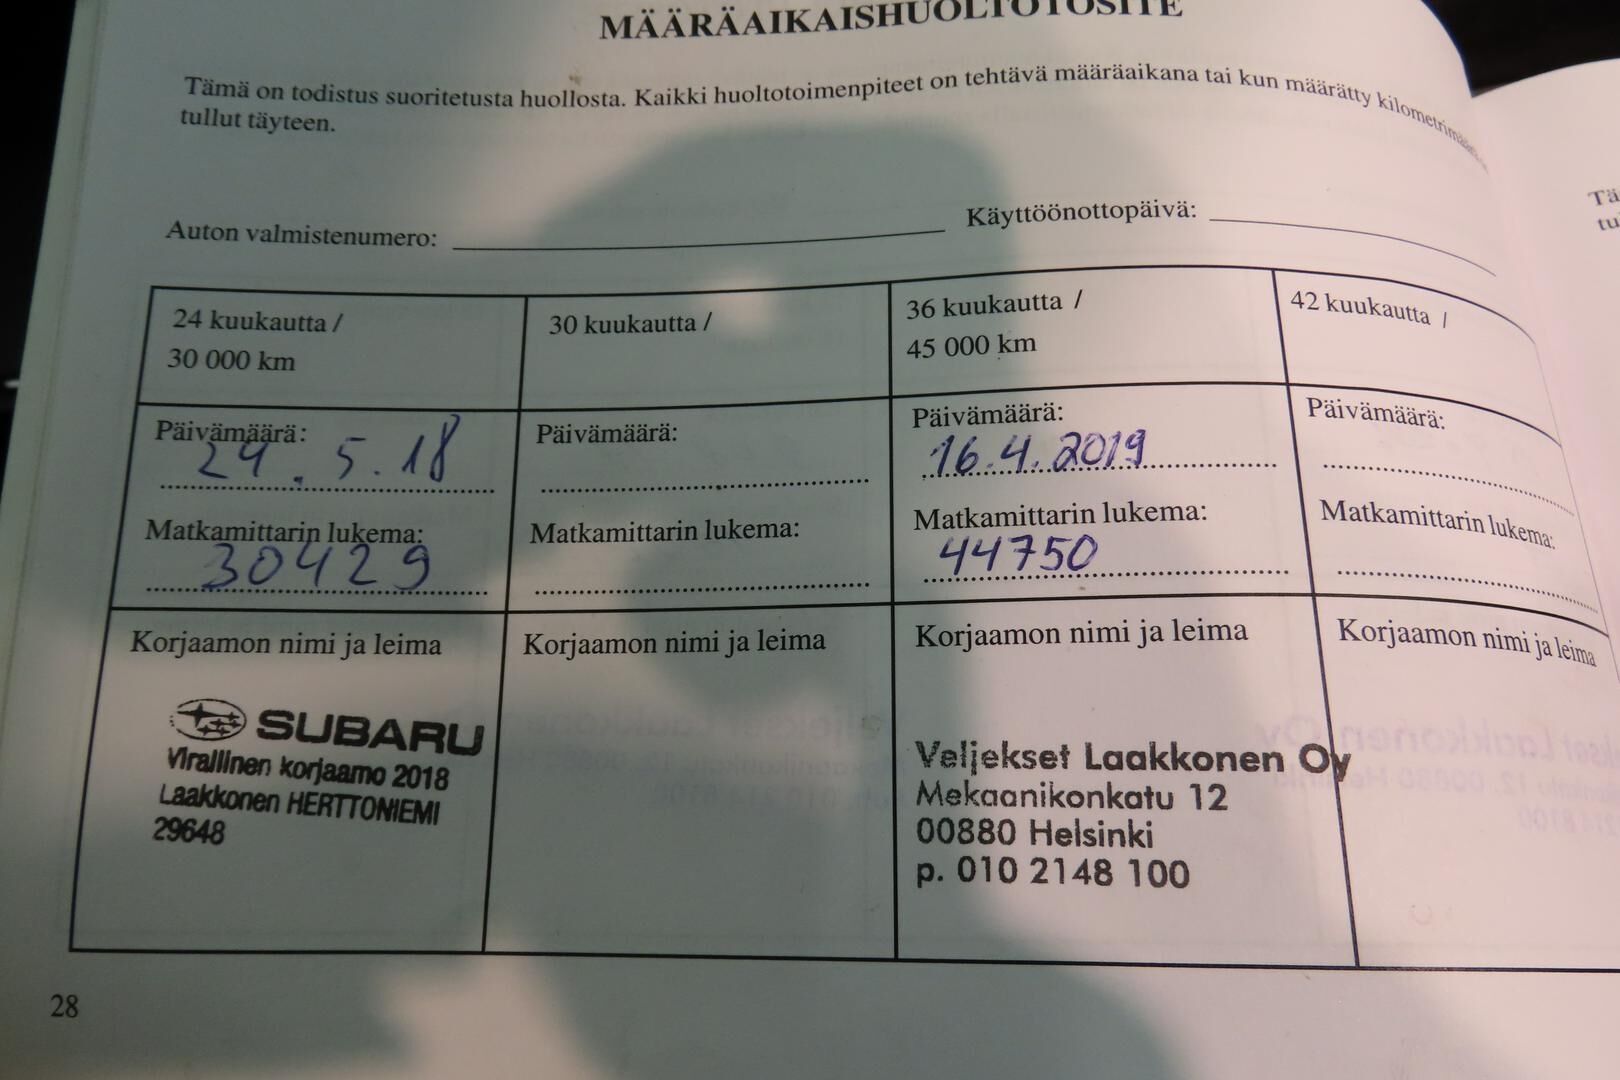 MÄÄRÄAIKAISHUOLTOTOSITE
Tämä on todistus suoritetusta huollosta. Kaikki huoltotoimenpiteet on tehtävä määräaikana tai kun määrätty
tullut täyteen.
Auton valmistenumero:
Käyttöönottopäivä:
24 kuukautta /
30 000 km
30 kuukautta /
36 kuukautta /
45 000 km
42 kuukautta /
Päivämäärä:
29.5.18
Matkamittarin lukema:
30429
Päivämäärä:
Matkamittarin lukema:
Päivämäärä:
16.4.2019
Matkamittarin lukema:
44750
Päivämäärä:
Matkamittarin lukema:
Korjaamon nimi ja leima
SUBARU
Virallinen korjaamo 2018
Laakkonen HERTTONIEMI
29648
Korjaamon nimi ja leima
Korjaamon nimi ja leima
Veljekset Laakkonen Oy
Mekaanikonkatu 12
00880 Helsinki
p. 010 2148 100
Korjaamon nimi ja leima
28